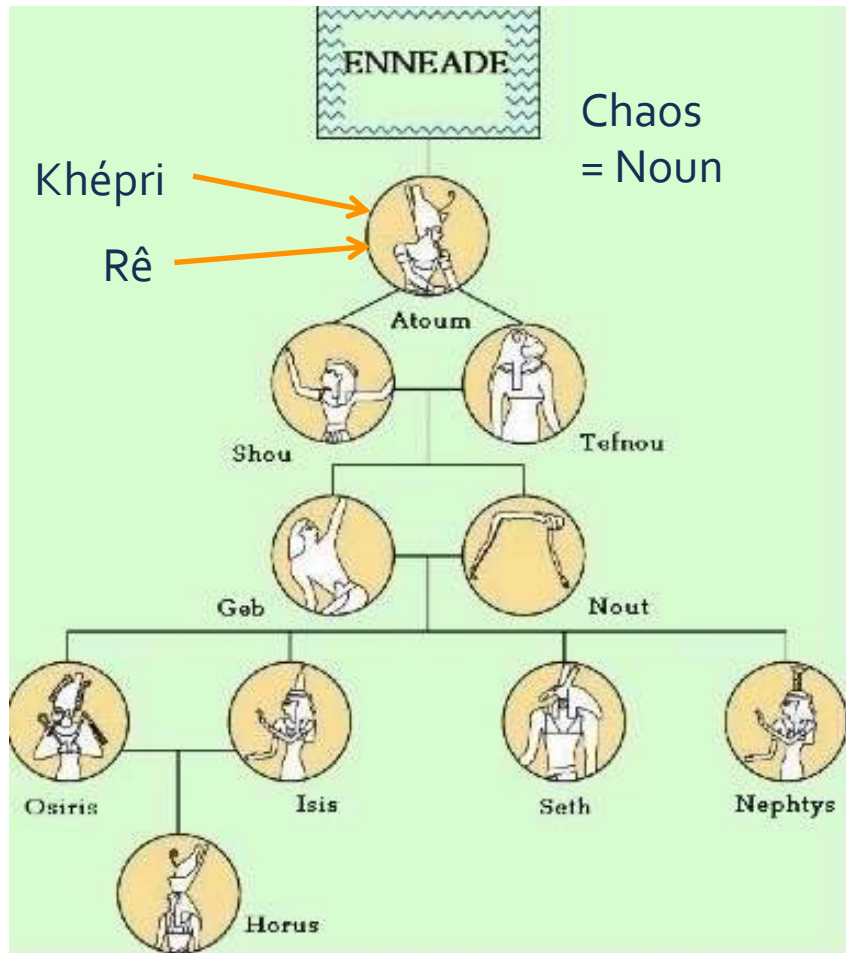 ENNEADE
Chaos
= Noun
Khépri
Rê
Atoum
Shou
Tefnou
Geb
Nout
Osiris
Isis
Seth
Nephtys
Horus